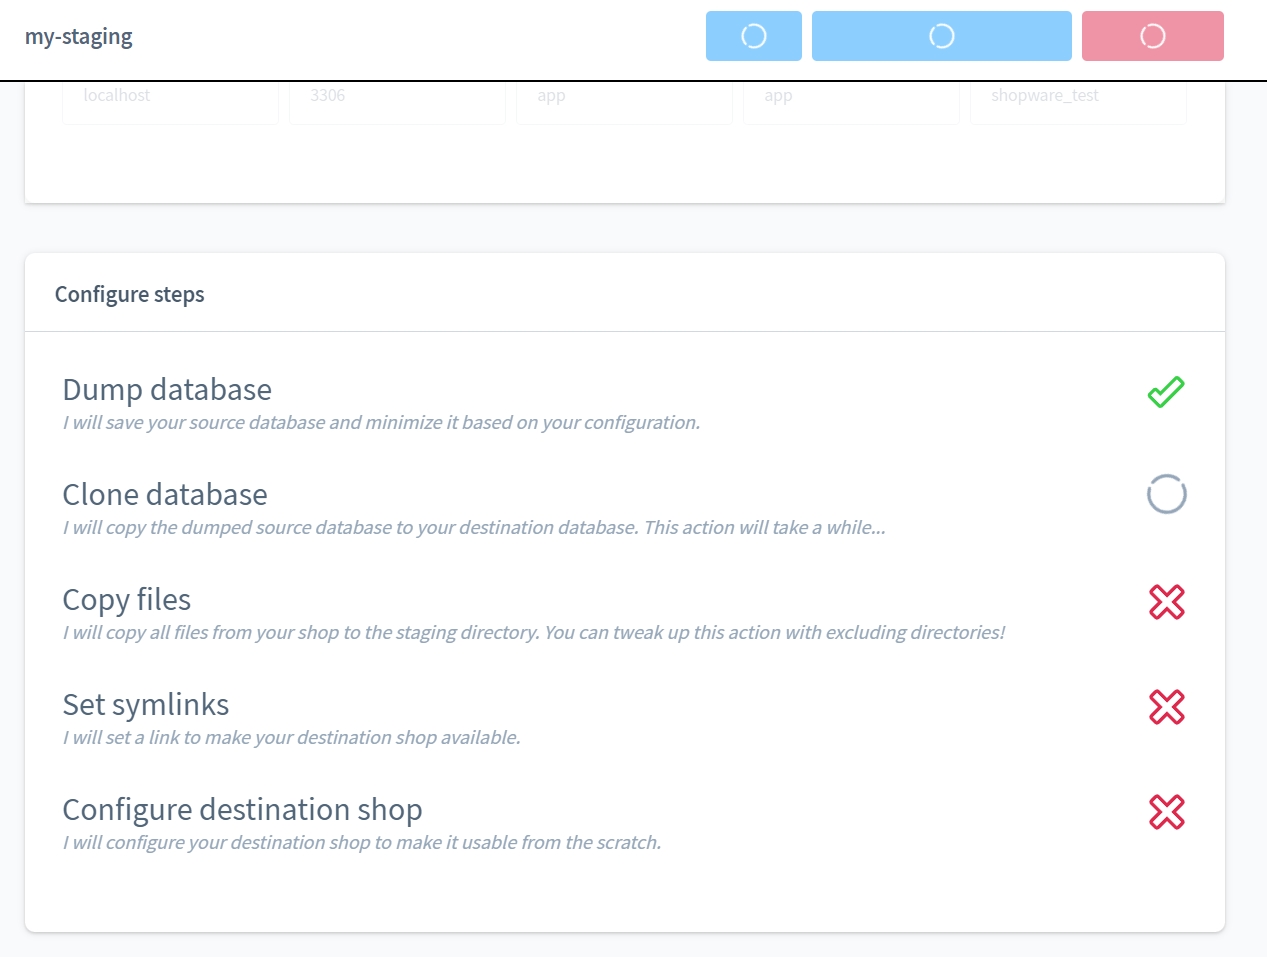 my-staging
localhost 3306 app app shopware_test
Configure steps
Dump database
I will save your source database and minimize it based on your configuration.
Clone database
I will copy the dumped source database to your destination database. This action will take a while...
Copy files
I will copy all files from your shop to the staging directory. You can tweak up this action with excluding directories!
Set symlinks
I will set a link to make your destination shop available.
Configure destination shop
I will configure your destination shop to make it usable from the scratch.